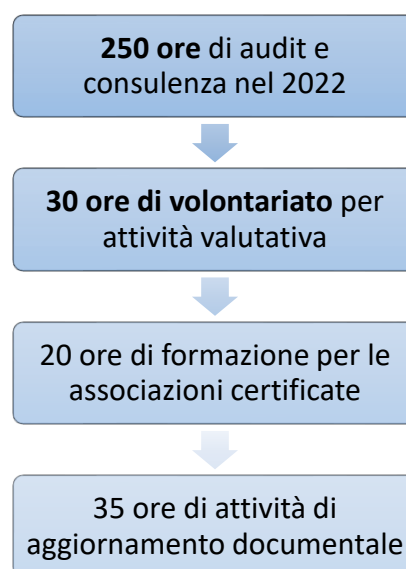 250 ore di audit e
consulenza nel 2022
30 ore di volontariato per
attività valutativa
20 ore di formazione per le
associazioni certificate
35 ore di attività di
aggiornamento documentale